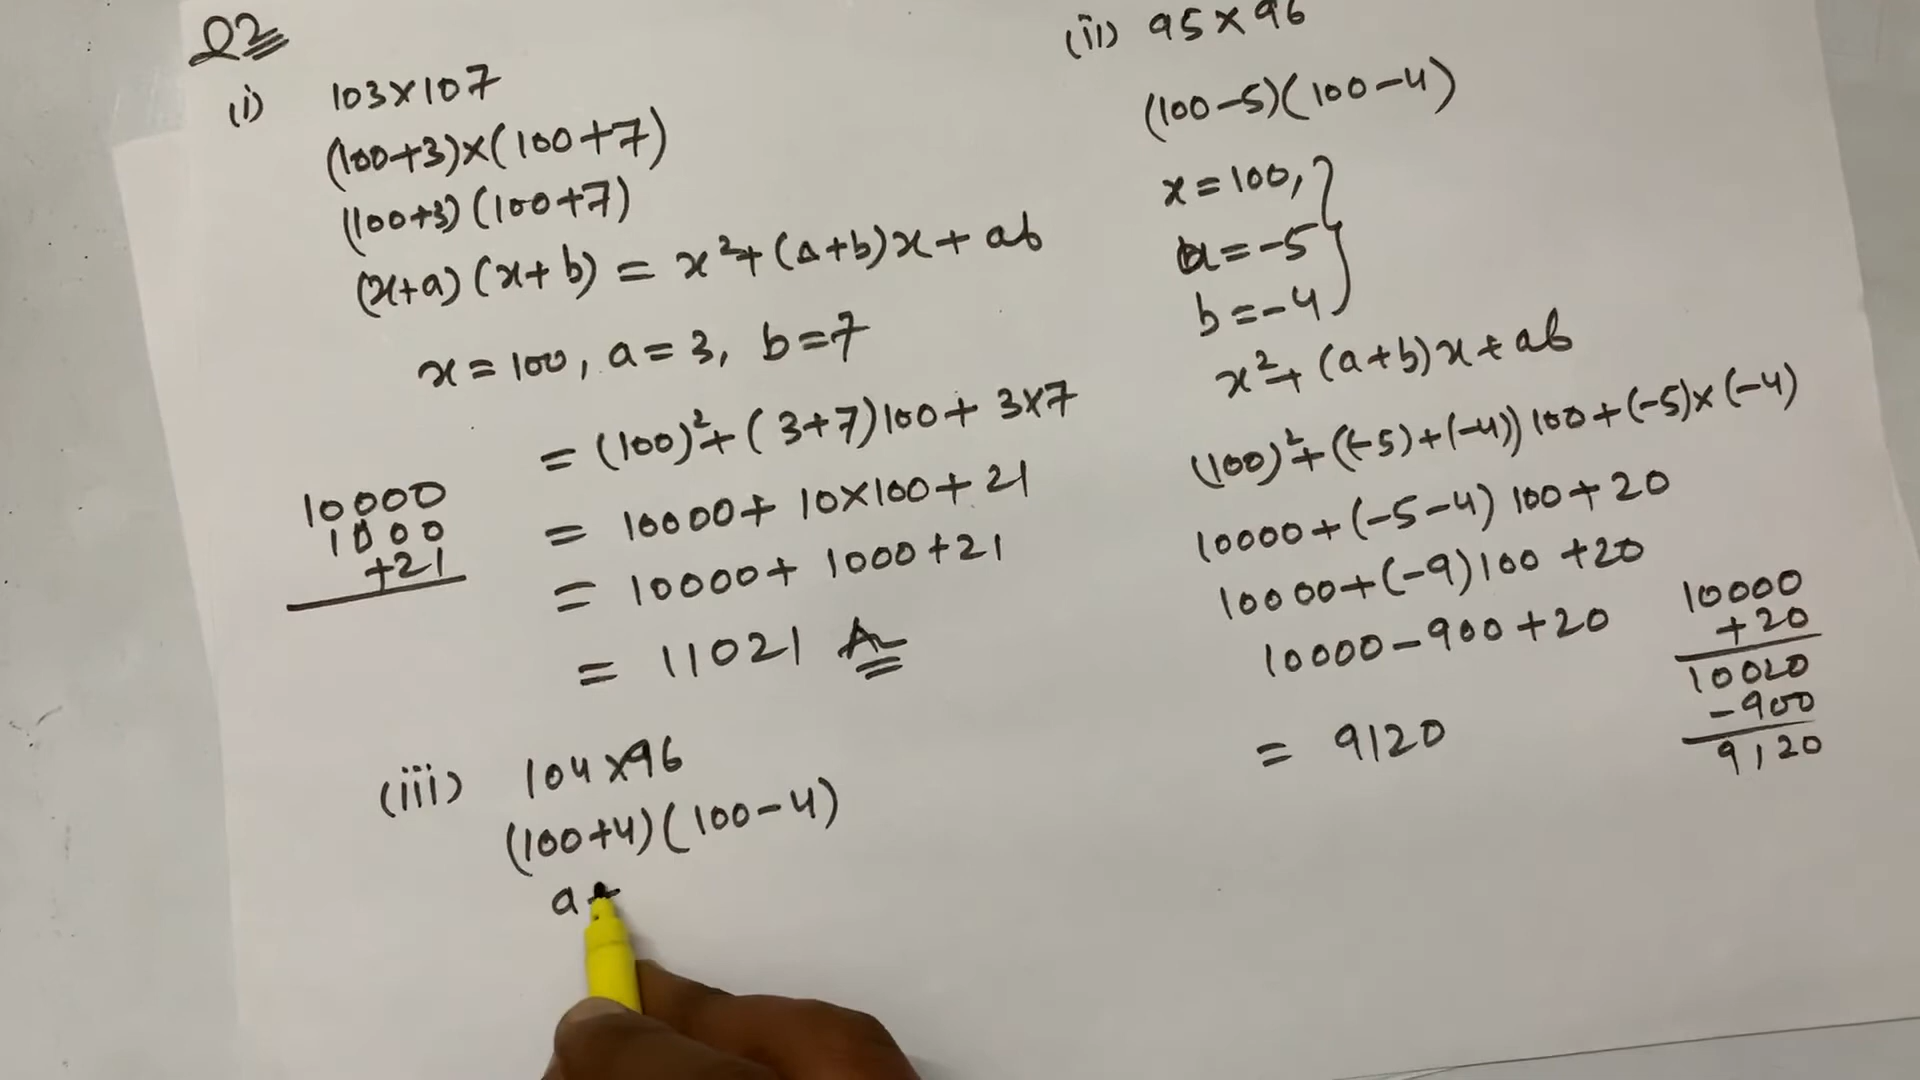 Q2
(i) 103×107
(100+3)×(100+7)
(100+3)(100+7)
(x+a)(x+b) = x²+(a+b)x+ab
x=100, a=3, b=7
=(100)²+(3+7)100+3×7
= 10000+10×100+21
= 10000+1000+21
= 11021 A
10000
1000
+21
(ii) 95×96
(100-5)(100-4)
x=100,
a=-5
b=-4
x²+(a+b)x+ab
(100)²+((-5)+(-4))100+(-5)×(-4)
10000+(-5-4)100+20
10000+(-9)100+20
10000-900+20
= 9120
10000
+20
10020
-900
9120
(iii) 104×96
(100+4)(100-4)
a